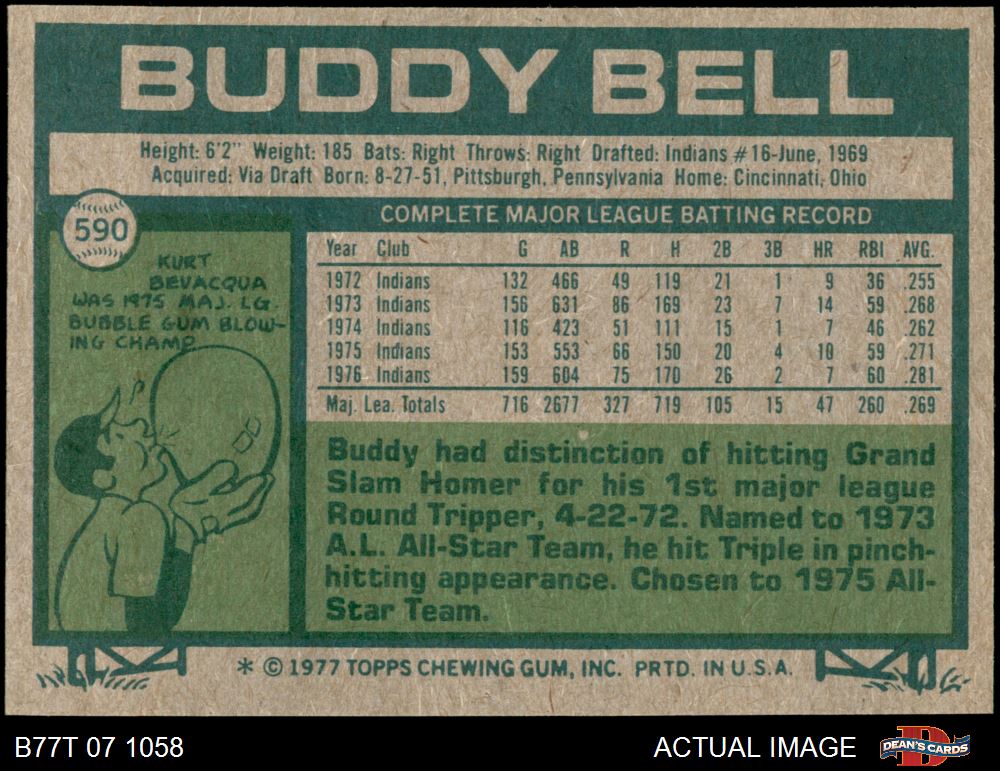 BUDDY BELL
Height: 6'2" Weight: 185 Bats: Right Throws: Right Drafted: Indians #16-June, 1969
Acquired: Via Draft Born: 8-27-51, Pittsburgh, Pennsylvania Home: Cincinnati, Ohio
590
COMPLETE MAJOR LEAGUE BATTING RECORD
KURT
BEVACQUA
WAS 1975 MAJ. LG.
BUBBLE GUM BLOW-
ING CHAMP
Year Club G AB R H 2B 3B HR RBI AVG.
1972 Indians 132 466 49 119 21 1 9 36 .255
1973 Indians 156 631 86 169 23 7 14 59 .268
1974 Indians 116 423 51 111 15 1 7 46 .262
1975 Indians 153 553 66 150 20 4 10 59 .271
1976 Indians 159 604 75 170 26 2 7 60 .281
Maj. Lea. Totals 716 2677 327 719 105 15 47 260 .269
Buddy had distinction of hitting Grand
Slam Homer for his 1st major league
Round Tripper, 4-22-72. Named to 1973
A.L. All-Star Team, he hit Triple in pinch-
hitting appearance. Chosen to 1975 All-
Star Team.
* © 1977 TOPPS CHEWING GUM, INC. PRTD. IN U.S.A.
B77T 07 1058
ACTUAL IMAGE
DEAN'S CARDS